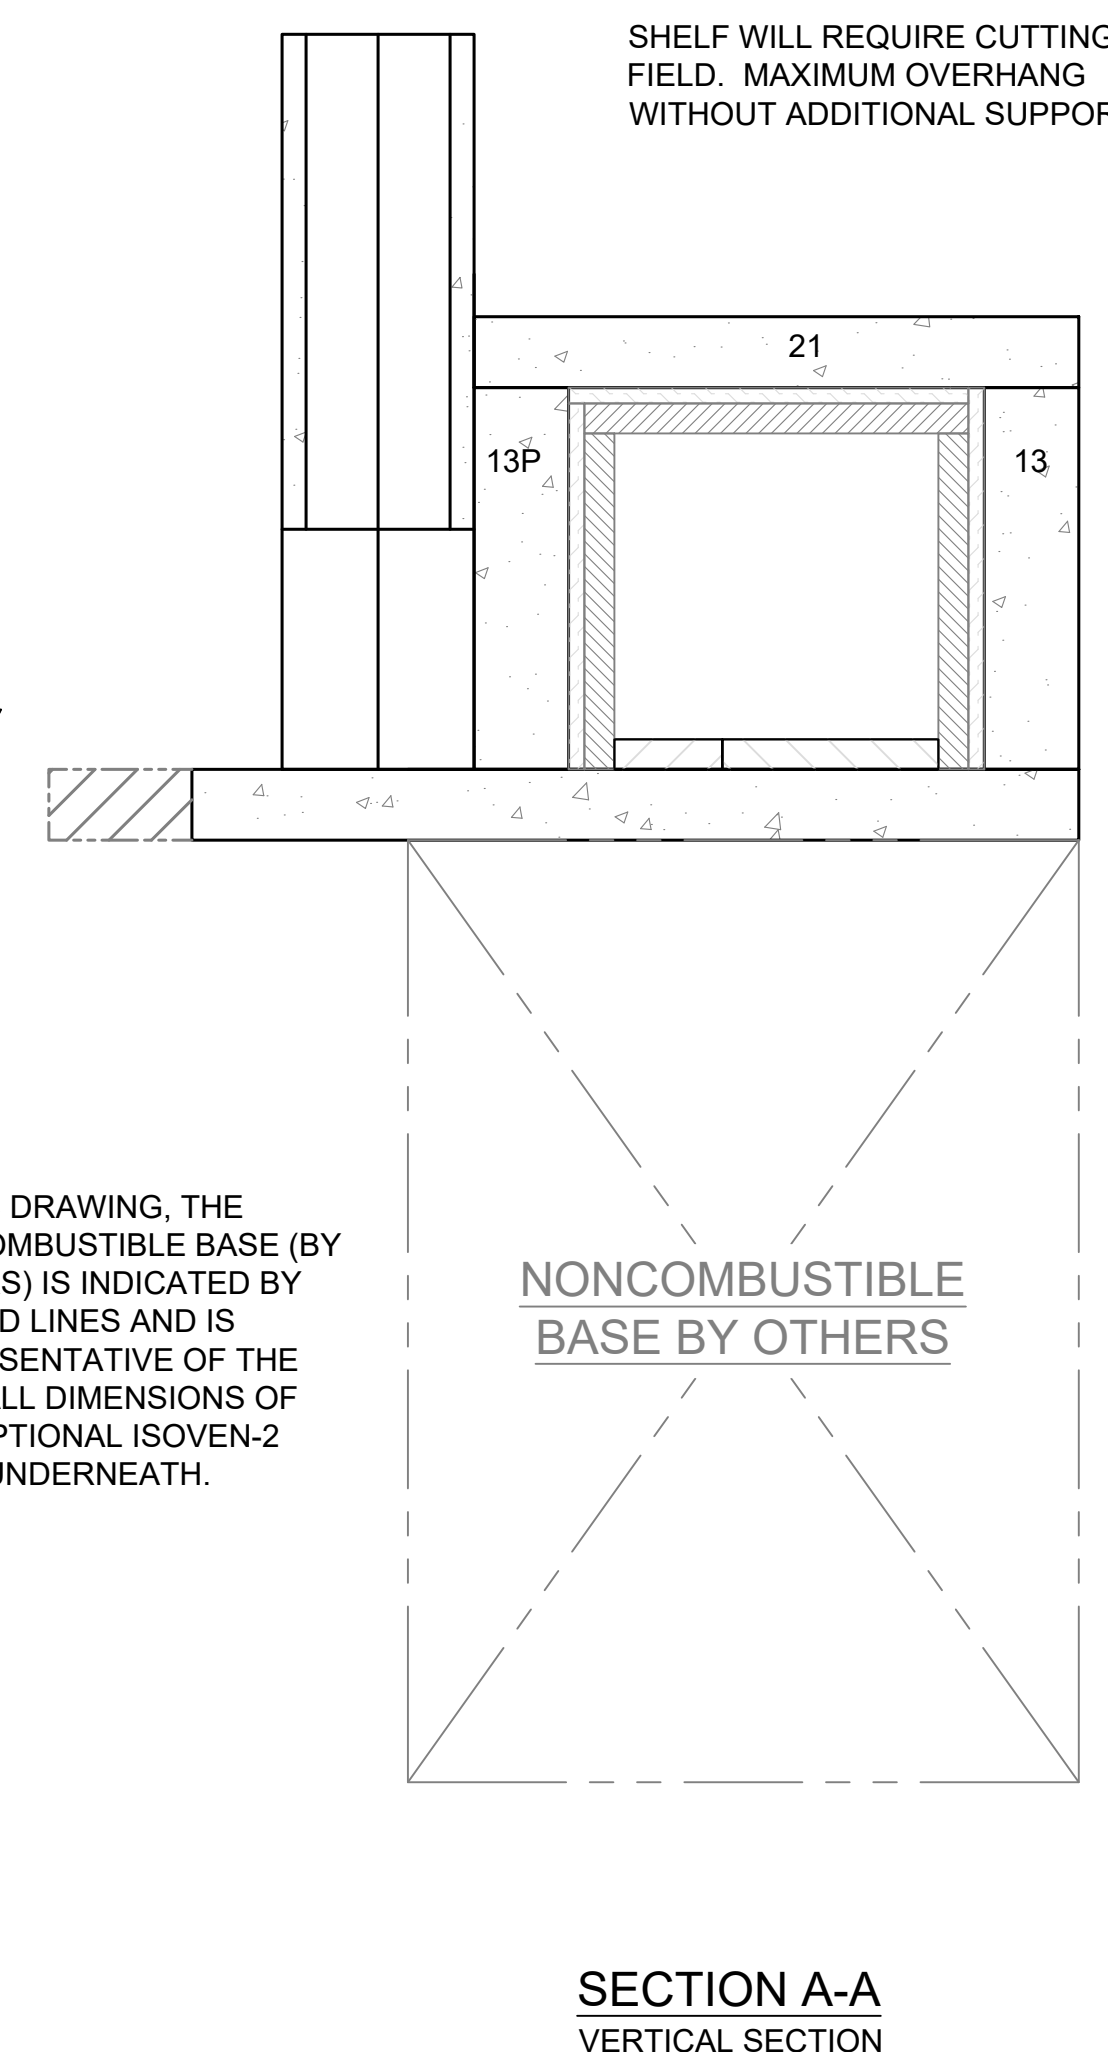 SHELF WILL REQUIRE CUTTING
FIELD. MAXIMUM OVERHANG
WITHOUT ADDITIONAL SUPPOR
21
13P
13
DRAWING, THE
OMBUSTIBLE BASE (BY
S) IS INDICATED BY
D LINES AND IS
SENTATIVE OF THE
ALL DIMENSIONS OF
PTIONAL ISOVEN-2
UNDERNEATH.
NONCOMBUSTIBLE
BASE BY OTHERS
SECTION A-A
VERTICAL SECTION